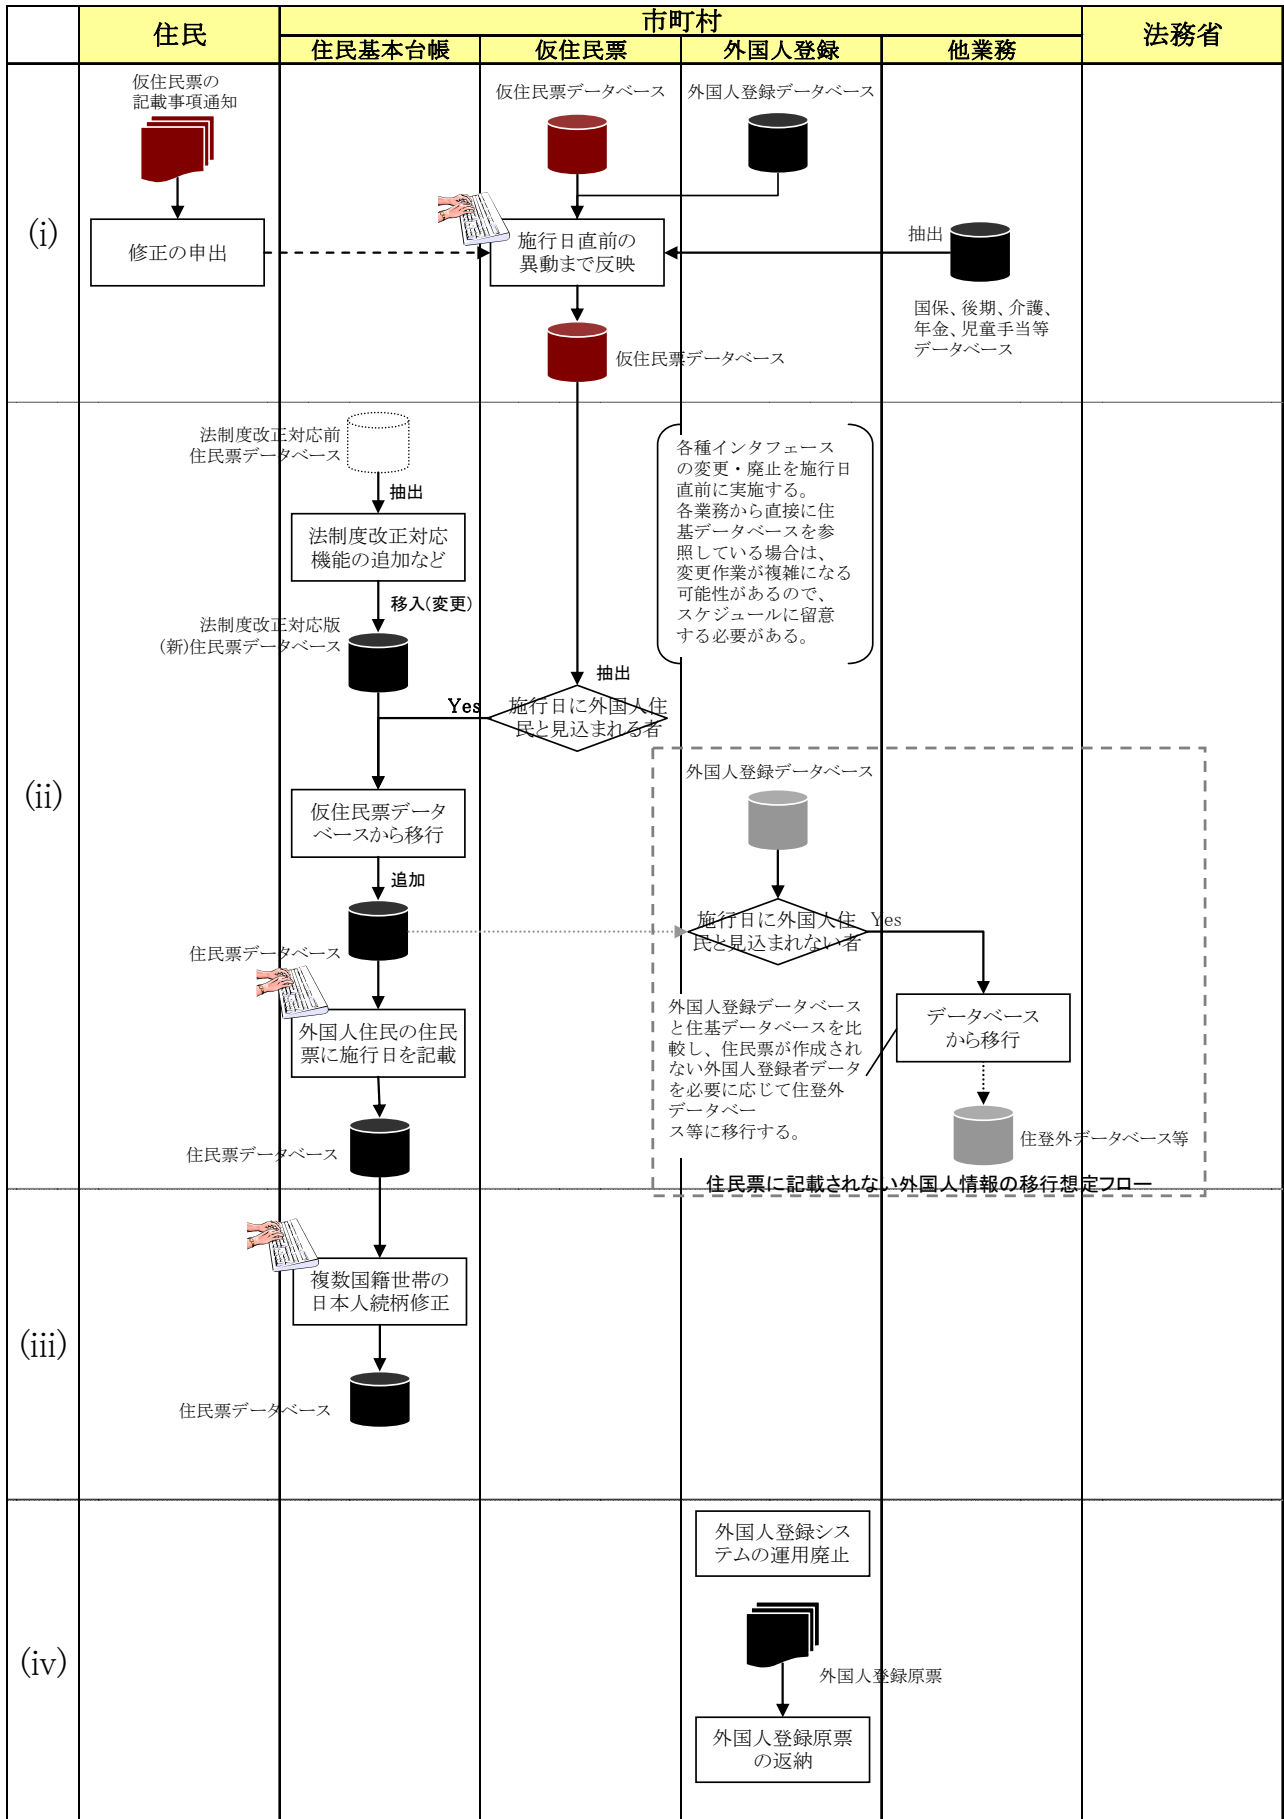 住民
市町村
法務省
住民基本台帳
仮住民票
外国人登録
他業務
(i)
仮住民票の
記載事項通知
仮住民票データベース
外国人登録データベース
修正の申出
施行日直前の
異動まで反映
抽出
国保、後期、介護、
年金、児童手当等
データベース
仮住民票データベース
(ii)
法制度改正対応前
住民票データベース
抽出
法制度改正対応
機能の追加など
移入(変更)
法制度改正対応版
(新)住民票データベース
各種インタフェース
の変更・廃止を施行日
直前に実施する。
各業務から直接に住
基データベースを参
照している場合は、
変更作業が複雑になる
可能性があるので、
スケジュールに留意
する必要がある。
抽出
Yes
施行日に外国人住
民と見込まれる者
仮住民票データ
ベースから移行
追加
住民票データベース
外国人登録データベース
施行日に外国人住
民と見込まれない者
Yes
外国人住民の住民
票に施行日を記載
外国人登録データベース
と住基データベースを比
較し、住民票が作成され
ない外国人登録者データ
を必要に応じて住登外
データベー
ス等に移行する。
データベース
から移行
住民票データベース
住登外データベース等
住民票に記載されない外国人情報の移行想定フロー
(iii)
複数国籍世帯の
日本人続柄修正
住民票データベース
(iv)
外国人登録シス
テムの運用廃止
外国人登録原票
外国人登録原票
の返納